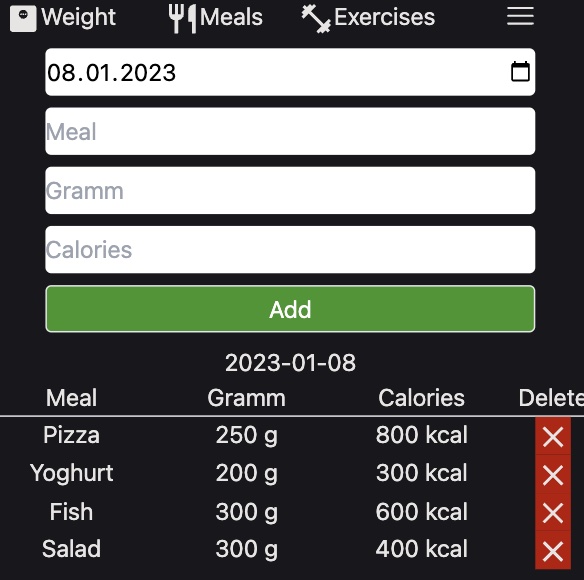 Weight Meals Exercises
08.01.2023
Meal
Gramm
Calories
Add
2023-01-08
Meal Gramm Calories Delete
Pizza 250 g 800 kcal
Yoghurt 200 g 300 kcal
Fish 300 g 600 kcal
Salad 300 g 400 kcal